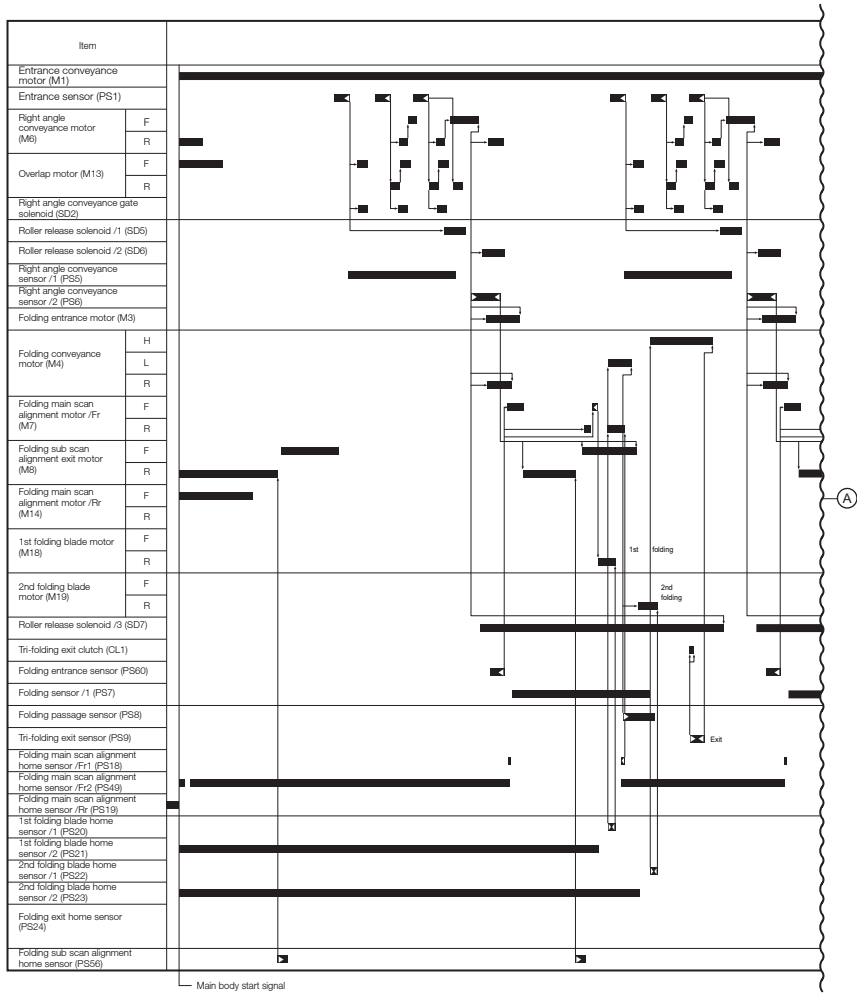 Item
Entrance conveyance
motor (M1)
Entrance sensor (PS1)
Right angle
conveyance motor
(M6)
F
R
Overlap motor (M13)
F
R
Right angle conveyance gate
solenoid (SD2)
Roller release solenoid /1 (SD5)
Roller release solenoid /2 (SD6)
Right angle conveyance
sensor /1 (PS5)
Right angle conveyance
sensor /2 (PS6)
Folding entrance motor (M3)
Folding conveyance
motor (M4)
H
L
R
Folding main scan
alignment motor /Fr
(M7)
F
R
Folding sub scan
alignment exit motor
(M8)
F
R
Folding main scan
alignment motor /Rr
(M14)
F
R
A
1st folding blade motor
(M18)
F
R
1st folding
2nd folding blade
motor (M19)
F
R
2nd
folding
Roller release solenoid /3 (SD7)
Tri-folding exit clutch (CL1)
Folding entrance sensor (PS60)
Folding sensor /1 (PS7)
Folding passage sensor (PS8)
Tri-folding exit sensor (PS9)
Exit
Folding main scan alignment
home sensor /Fr1 (PS18)
Folding main scan alignment
home sensor /Fr2 (PS49)
Folding main scan alignment
home sensor /Rr (PS19)
1st folding blade home
sensor /1 (PS20)
1st folding blade home
sensor /2 (PS21)
2nd folding blade home
sensor /1 (PS22)
2nd folding blade home
sensor /2 (PS23)
Folding exit home sensor
(PS24)
Folding sub scan alignment
home sensor (PS56)
Main body start signal